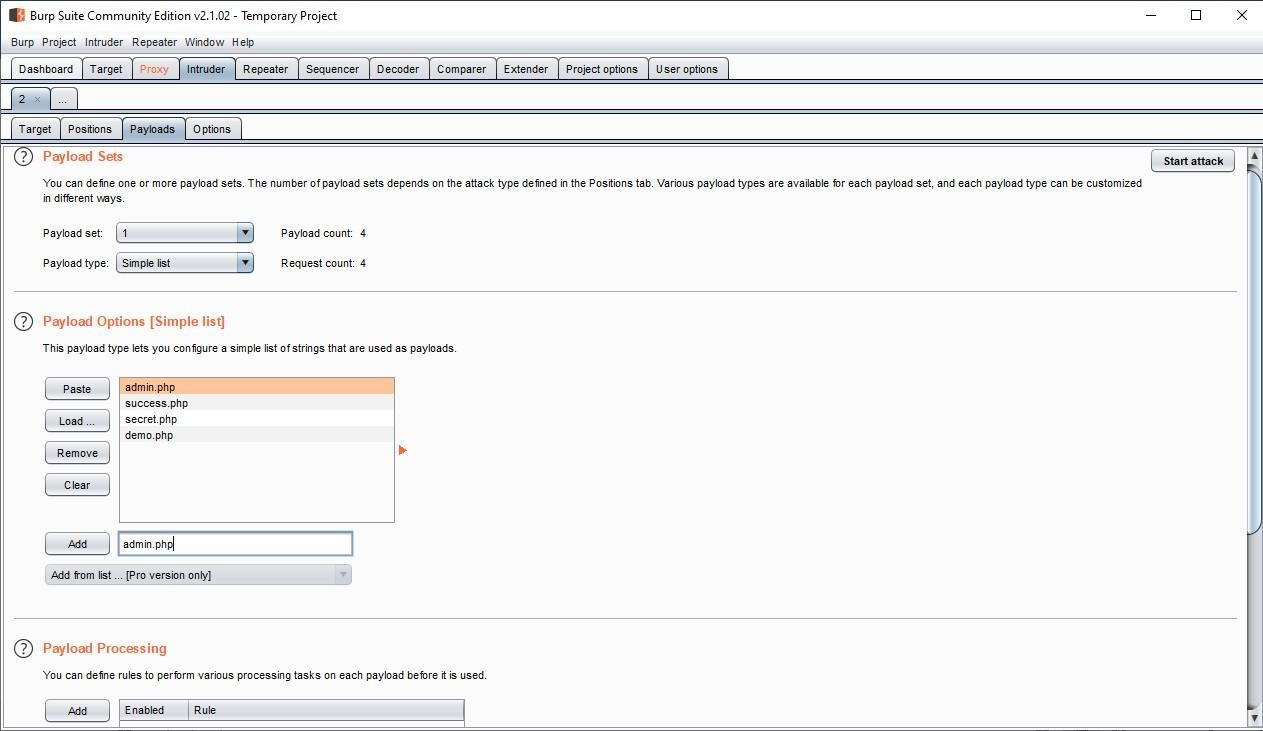 Burp Suite Community Edition v2.1.02 - Temporary Project
Burp Project Intruder Repeater Window Help
Dashboard Target Proxy Intruder Repeater Sequencer Decoder Comparer Extender Project options User options
2 × ...
Target Positions Payloads Options
? Payload Sets
Start attack
You can define one or more payload sets. The number of payload sets depends on the attack type defined in the Positions tab. Various payload types are available for each payload set, and each payload type can be customized
in different ways.
Payload set: 1 Payload count: 4
Payload type: Simple list Request count: 4
? Payload Options [Simple list]
This payload type lets you configure a simple list of strings that are used as payloads.
Paste
Load ...
Remove
Clear
admin.php
success.php
secret.php
demo.php
Add admin.php
Add from list ... [Pro version only]
? Payload Processing
You can define rules to perform various processing tasks on each payload before it is used.
Add Enabled Rule